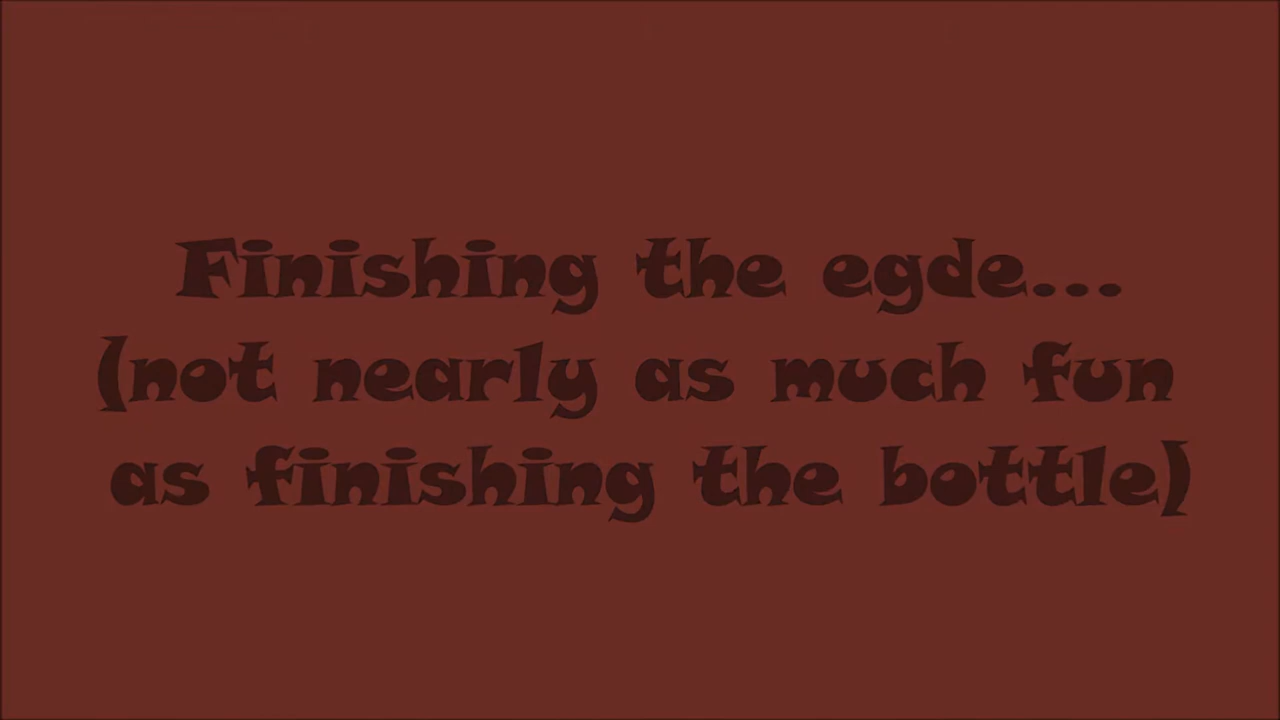 Finishing the egde...
(not nearly as much fun
as finishing the bottle)